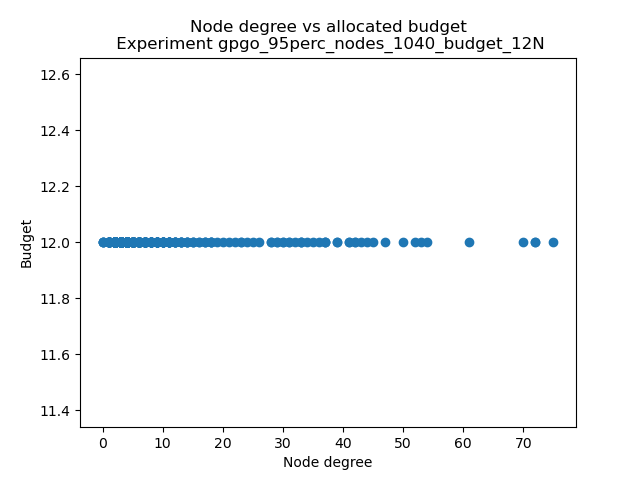 Node degree vs allocated budget
Experiment gpgo_95perc_nodes_1040_budget_12N
12.6
12.4
12.2
12.0
11.8
11.6
11.4
Budget
0 10 20 30 40 50 60 70
Node degree